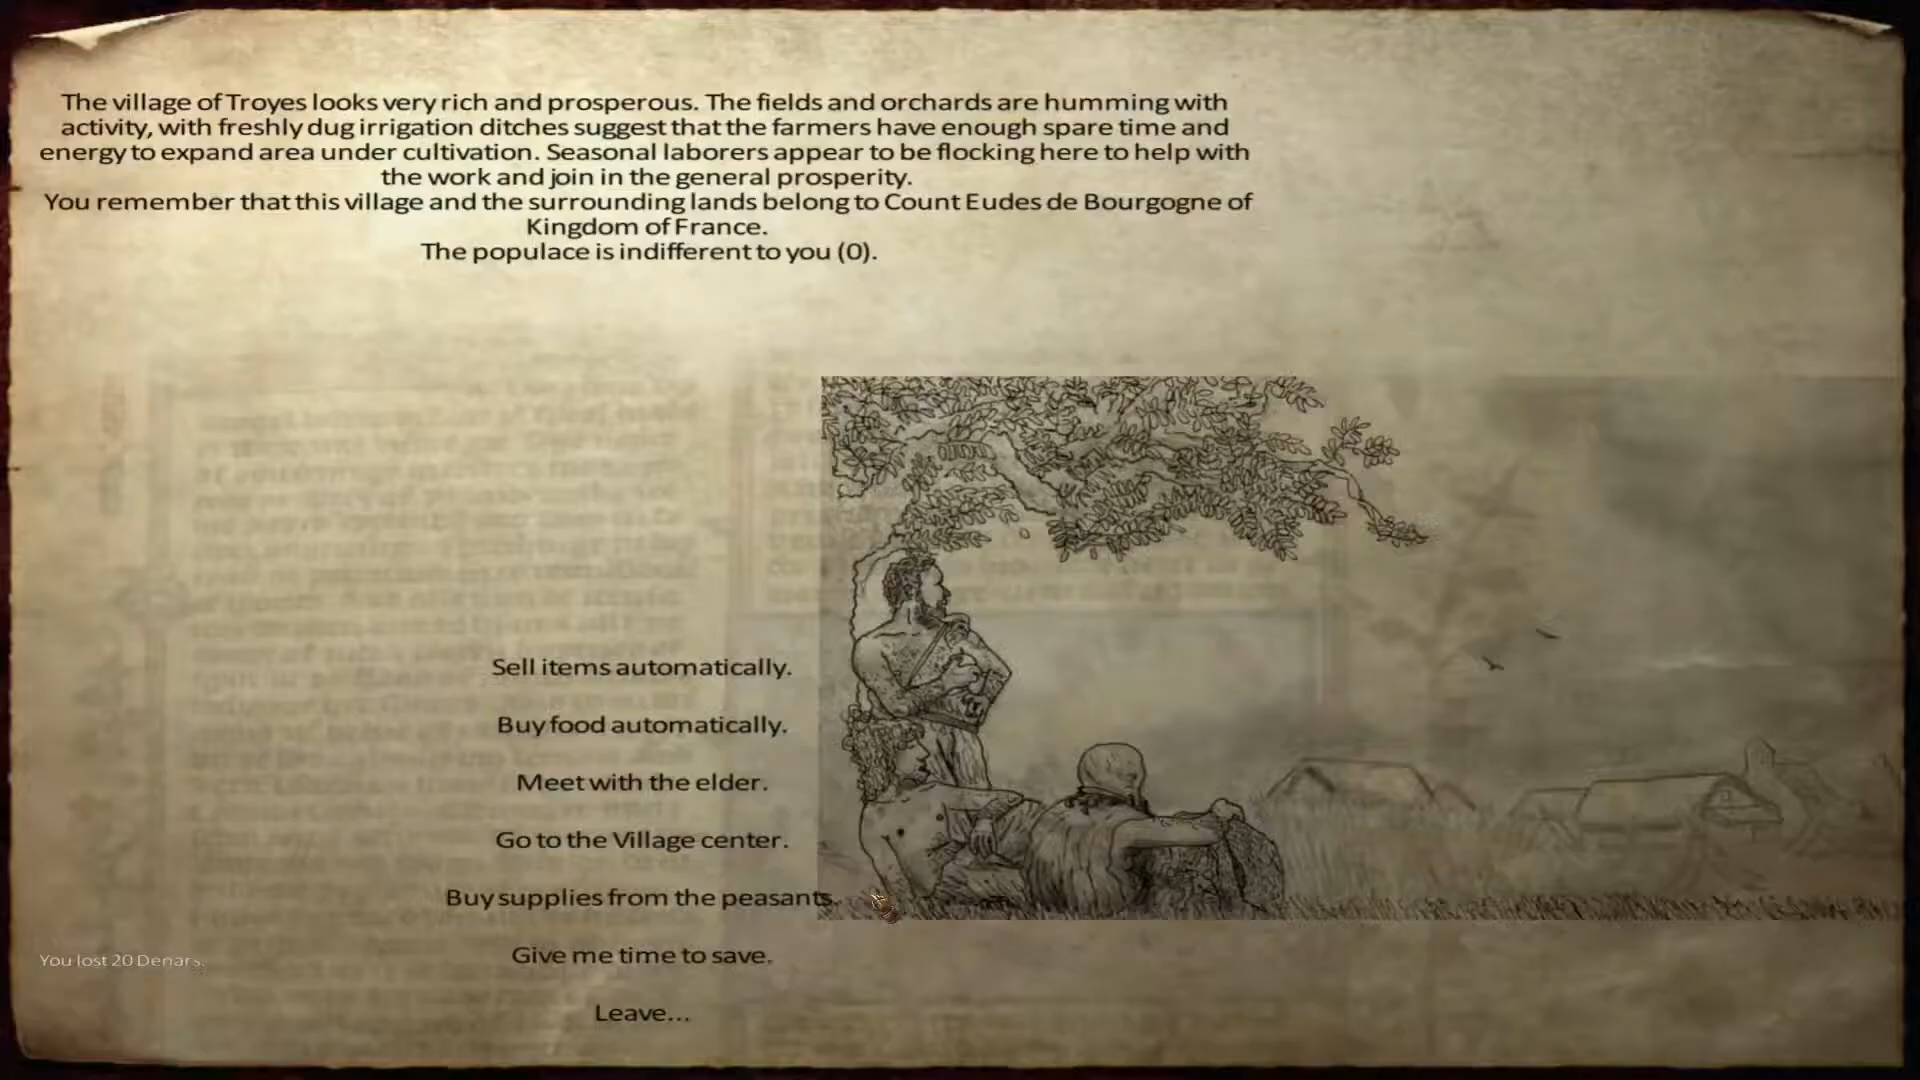 The village of Troyes looks very rich and prosperous. The fields and orchards are humming with
activity, with freshly dug irrigation ditches suggest that the farmers have enough spare time and
energy to expand area under cultivation. Seasonal laborers appear to be flocking here to help with
the work and join in the general prosperity.
You remember that this village and the surrounding lands belong to Count Eudes de Bourgogne of
Kingdom of France.
The populace is indifferent to you (0).
Sell items automatically.
Buy food automatically.
Meet with the elder.
Go to the Village center.
Buy supplies from the peasants.
Give me time to save.
You lost 20 Denars.
Leave...